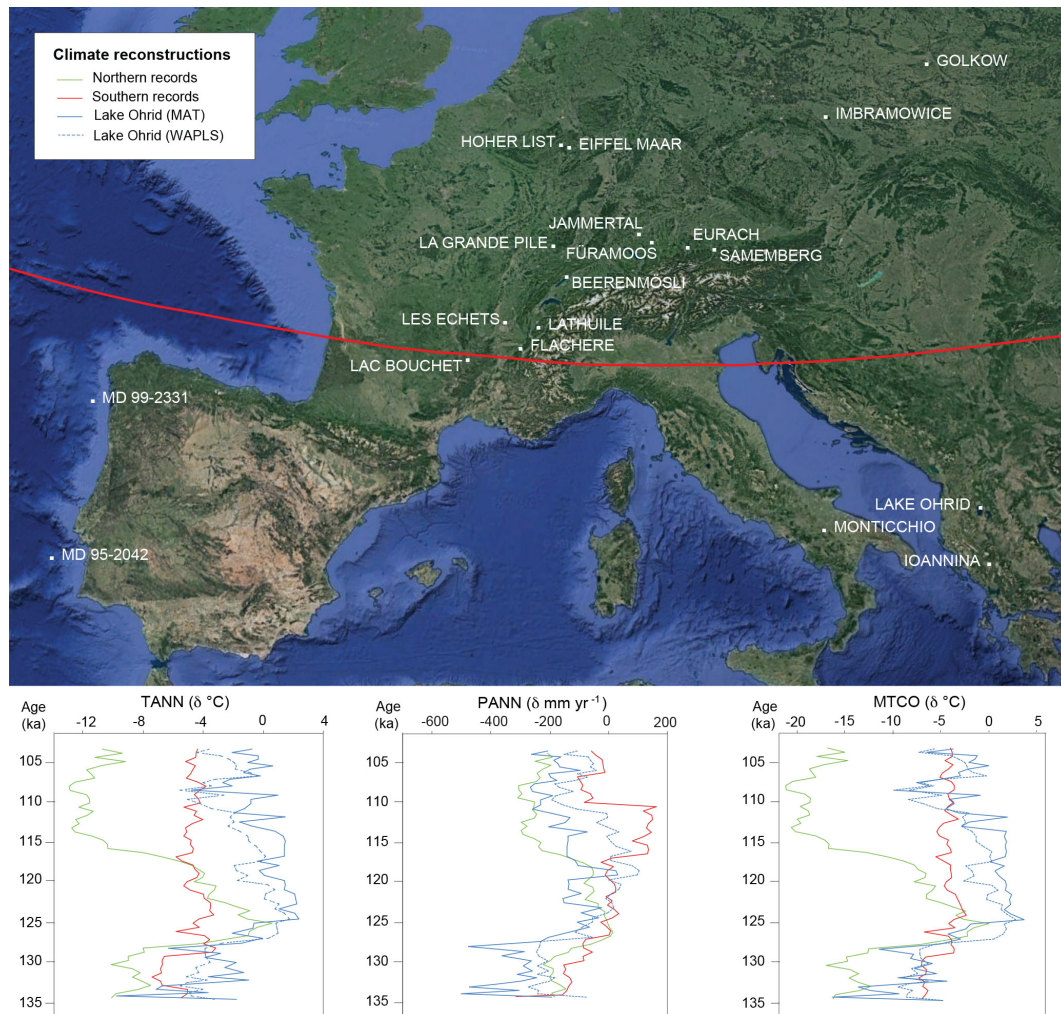 Climate reconstructions
Northern records
Southern records
Lake Ohrid (MAT)
Lake Ohrid (WAPLS)
GOLKOW
IMBRAMOWICE
HOHER LIST
EIFFEL MAAR
JAMMERTAL
LA GRANDE PILE
FÜRAMOOS
EURACH
SAMEMBERG
BEERENMÖSLI
LES ECHETS
LATHUILE
FLACHERE
LAC BOUCHET
MD 99-2331
LAKE OHRID
MONTICCHIO
MD 95-2042
IOANNINA
TANN (δ °C)
Age
(ka)
-12 -8 -4 0 4
105
110
115
120
125
130
135
PANN (δ mm yr⁻¹)
Age
(ka)
-600 -400 -200 0 200
105
110
115
120
125
130
135
MTCO (δ °C)
Age
(ka)
-20 -15 -10 -5 0 5
105
110
115
120
125
130
135